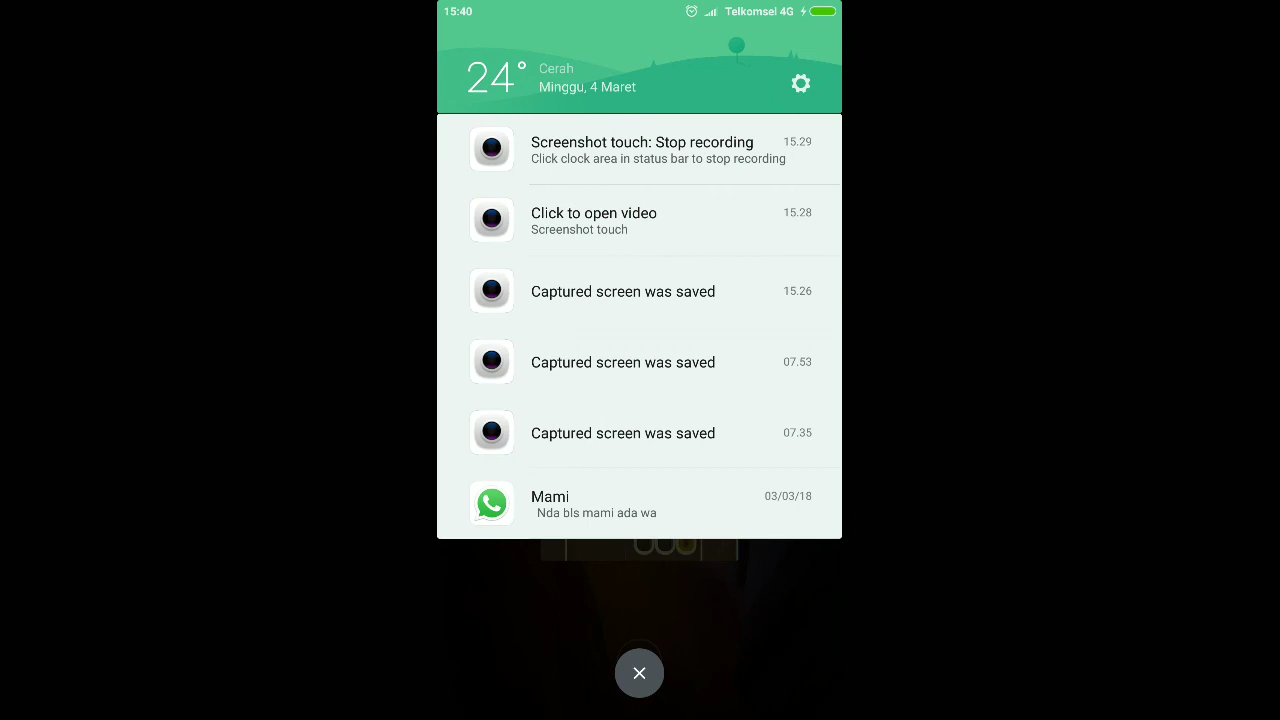 15:40
Telkomsel 4G
24°
Cerah
Minggu, 4 Maret
Screenshot touch: Stop recording
15.29
Click clock area in status bar to stop recording
Click to open video
15.28
Screenshot touch
Captured screen was saved
15.26
Captured screen was saved
07.53
Captured screen was saved
07.35
Mami
03/03/18
Nda bls mami ada wa